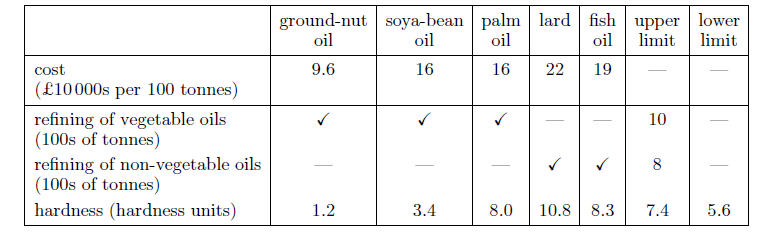 ground-nut oil soya-bean oil palm oil lard fish oil upper limit lower limit
cost (£10 000s per 100 tonnes) 9.6 16 16 22 19 — —
refining of vegetable oils (100s of tonnes) ✓ ✓ ✓ — — 10 —
refining of non-vegetable oils (100s of tonnes) — — — ✓ ✓ 8 —
hardness (hardness units) 1.2 3.4 8.0 10.8 8.3 7.4 5.6